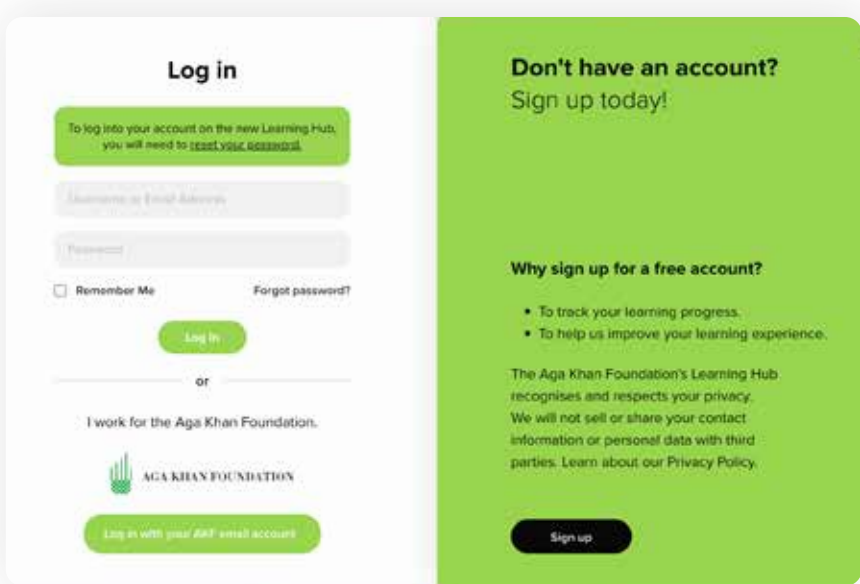 Log in
To log into your account on the new Learning Hub,
you will need to reset your password.
Username or Email Address
Password
Remember Me
Forgot password?
Log In
or
I work for the Aga Khan Foundation.
AGA KHAN FOUNDATION
Log in with your AKF email account
Don't have an account?
Sign up today!
Why sign up for a free account?
• To track your learning progress.
• To help us improve your learning experience.
The Aga Khan Foundation's Learning Hub
recognises and respects your privacy.
We will not sell or share your contact
information or personal data with third
parties. Learn about our Privacy Policy.
Sign up